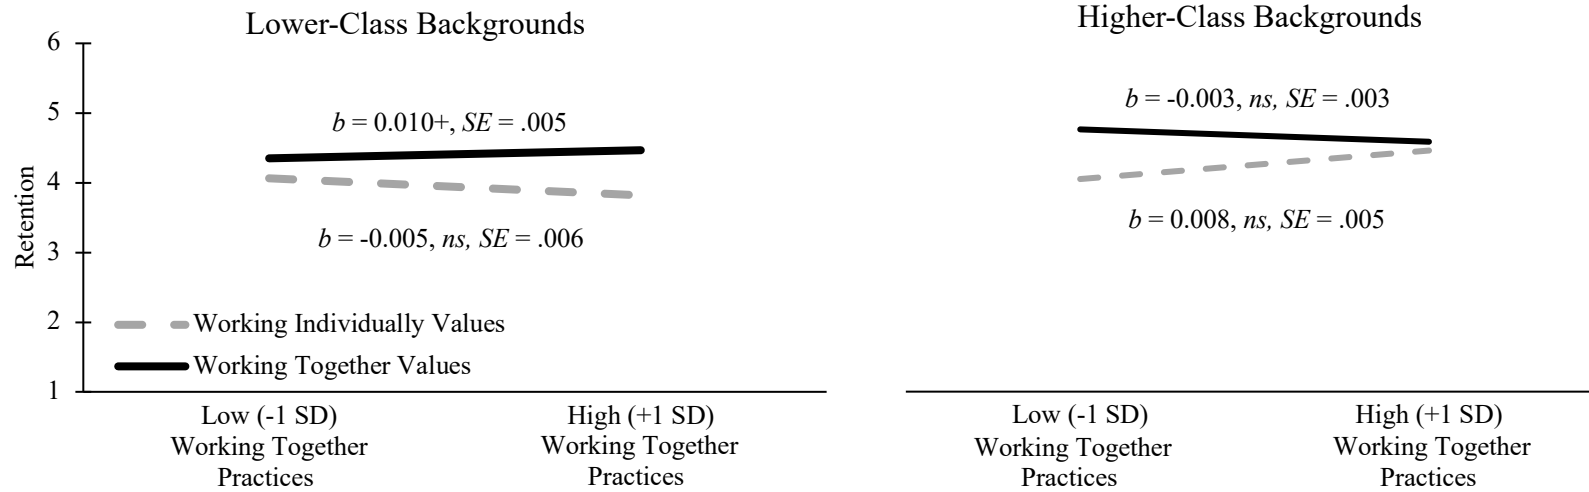 Lower-Class Backgrounds
6
5
4
3
2
1
Retention
b = 0.010+, SE = .005
b = -0.005, ns, SE = .006
Working Individually Values
Working Together Values
Low (-1 SD)
Working Together
Practices
High (+1 SD)
Working Together
Practices
Higher-Class Backgrounds
b = -0.003, ns, SE = .003
b = 0.008, ns, SE = .005
Low (-1 SD)
Working Together
Practices
High (+1 SD)
Working Together
Practices